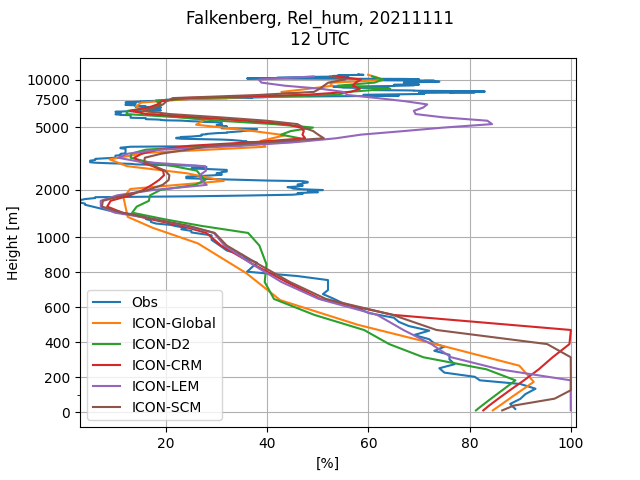 Falkenberg, Rel_hum, 20211111
12 UTC
10000
7500
5000
2000
1000
800
600
400
200
0
Height [m]
Obs
ICON-Global
ICON-D2
ICON-CRM
ICON-LEM
ICON-SCM
20
40
60
80
100
[%]